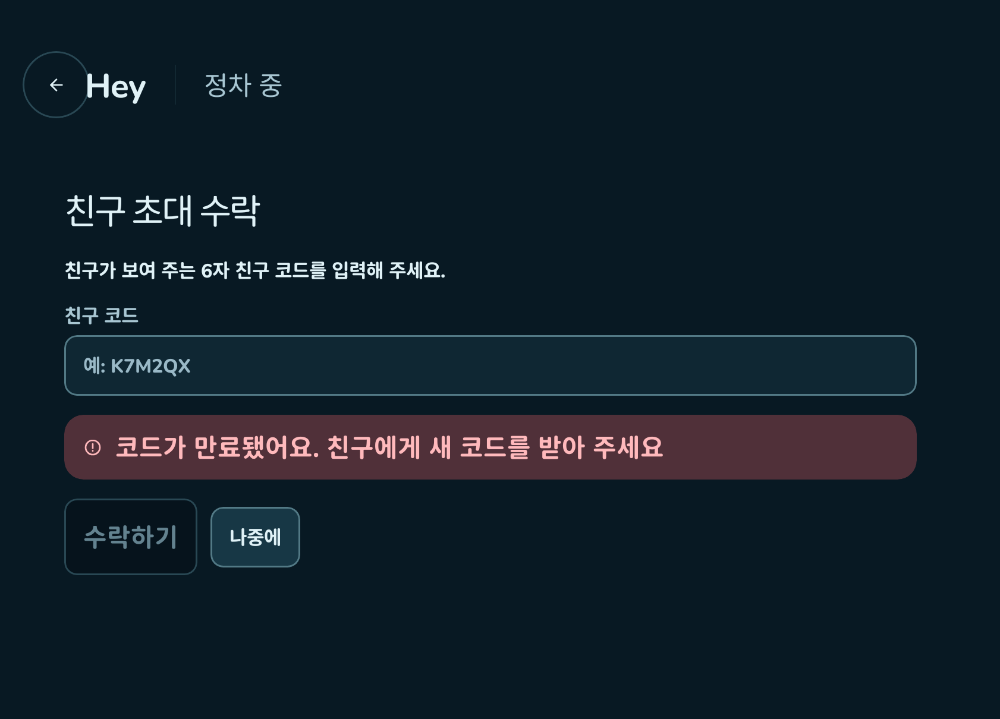 Hey
정차 중
친구 초대 수락
친구가 보여 주는 6자 친구 코드를 입력해 주세요.
친구 코드
예: K7M2QX
코드가 만료됐어요. 친구에게 새 코드를 받아 주세요
수락하기
나중에